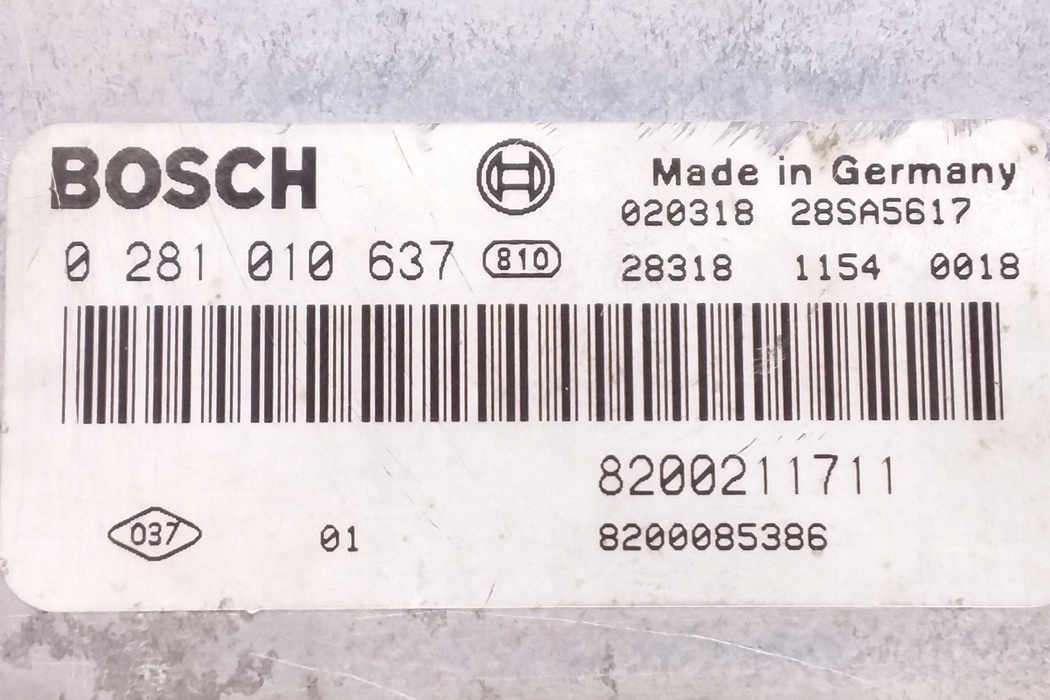 BOSCH
Made in Germany
020318 28SA5617
0 281 010 637 810
28318 1154 0018
8200211711
037 01 8200085386